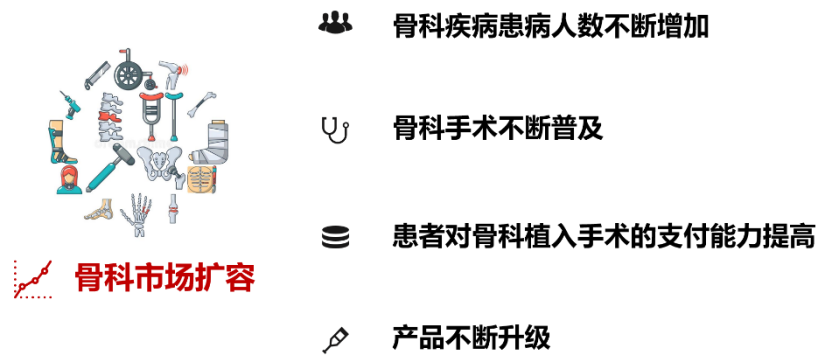 骨科疾病患病人数不断增加
骨科手术不断普及
患者对骨科植入手术的支付能力提高
骨科市场扩容
产品不断升级